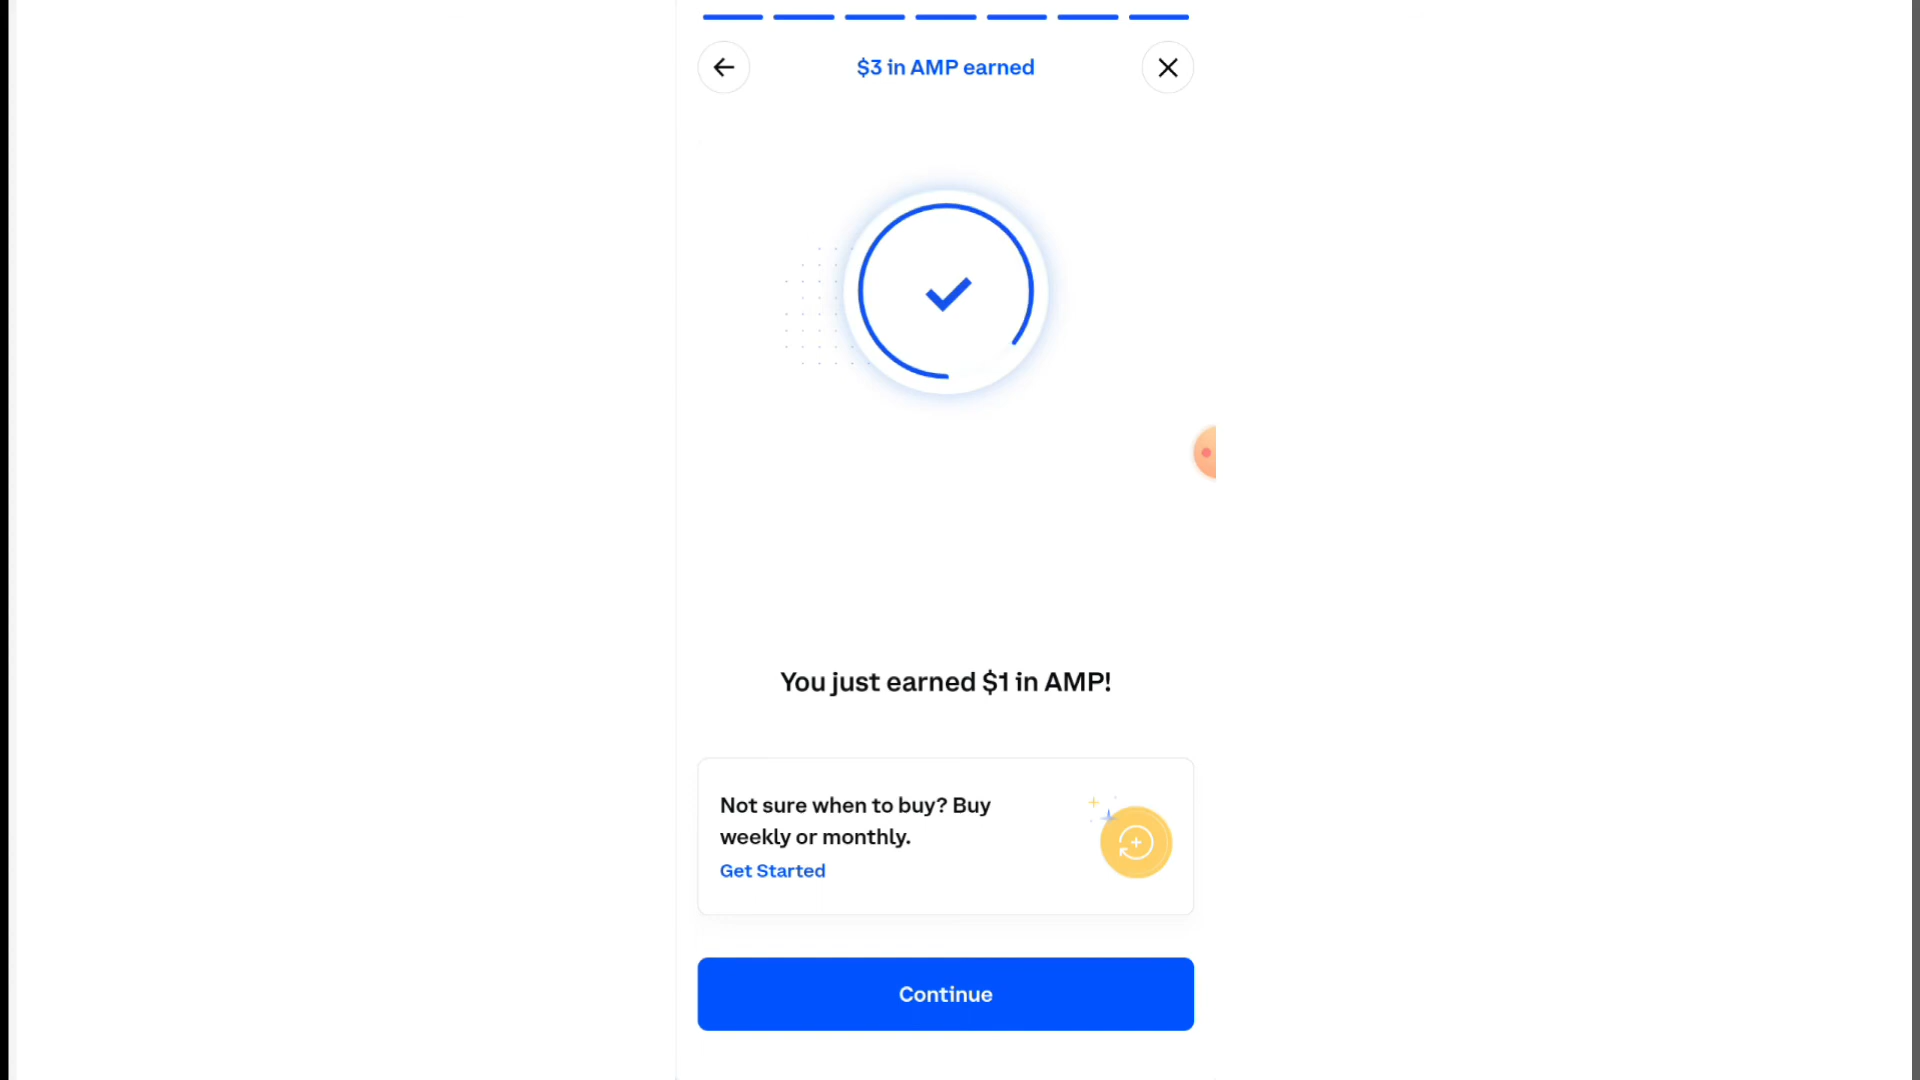 $3 in AMP earned
You just earned $1 in AMP!
Not sure when to buy? Buy
weekly or monthly.
Get Started
Continue